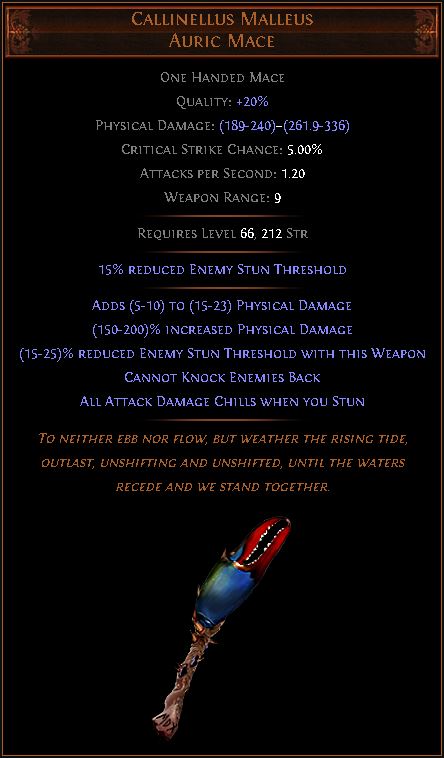 Callinellus Malleus
Auric Mace
One Handed Mace
Quality: +20%
Physical Damage: (189-240)–(261.9-336)
Critical Strike Chance: 5.00%
Attacks per Second: 1.20
Weapon Range: 9
Requires Level 66, 212 Str
15% reduced Enemy Stun Threshold
Adds (5-10) to (15-23) Physical Damage
(150-200)% increased Physical Damage
(15-25)% reduced Enemy Stun Threshold with this Weapon
Cannot Knock Enemies Back
All Attack Damage Chills when you Stun
To neither ebb nor flow, but weather the rising tide,
outlast, unshifting and unshifted, until the waters
recede and we stand together.